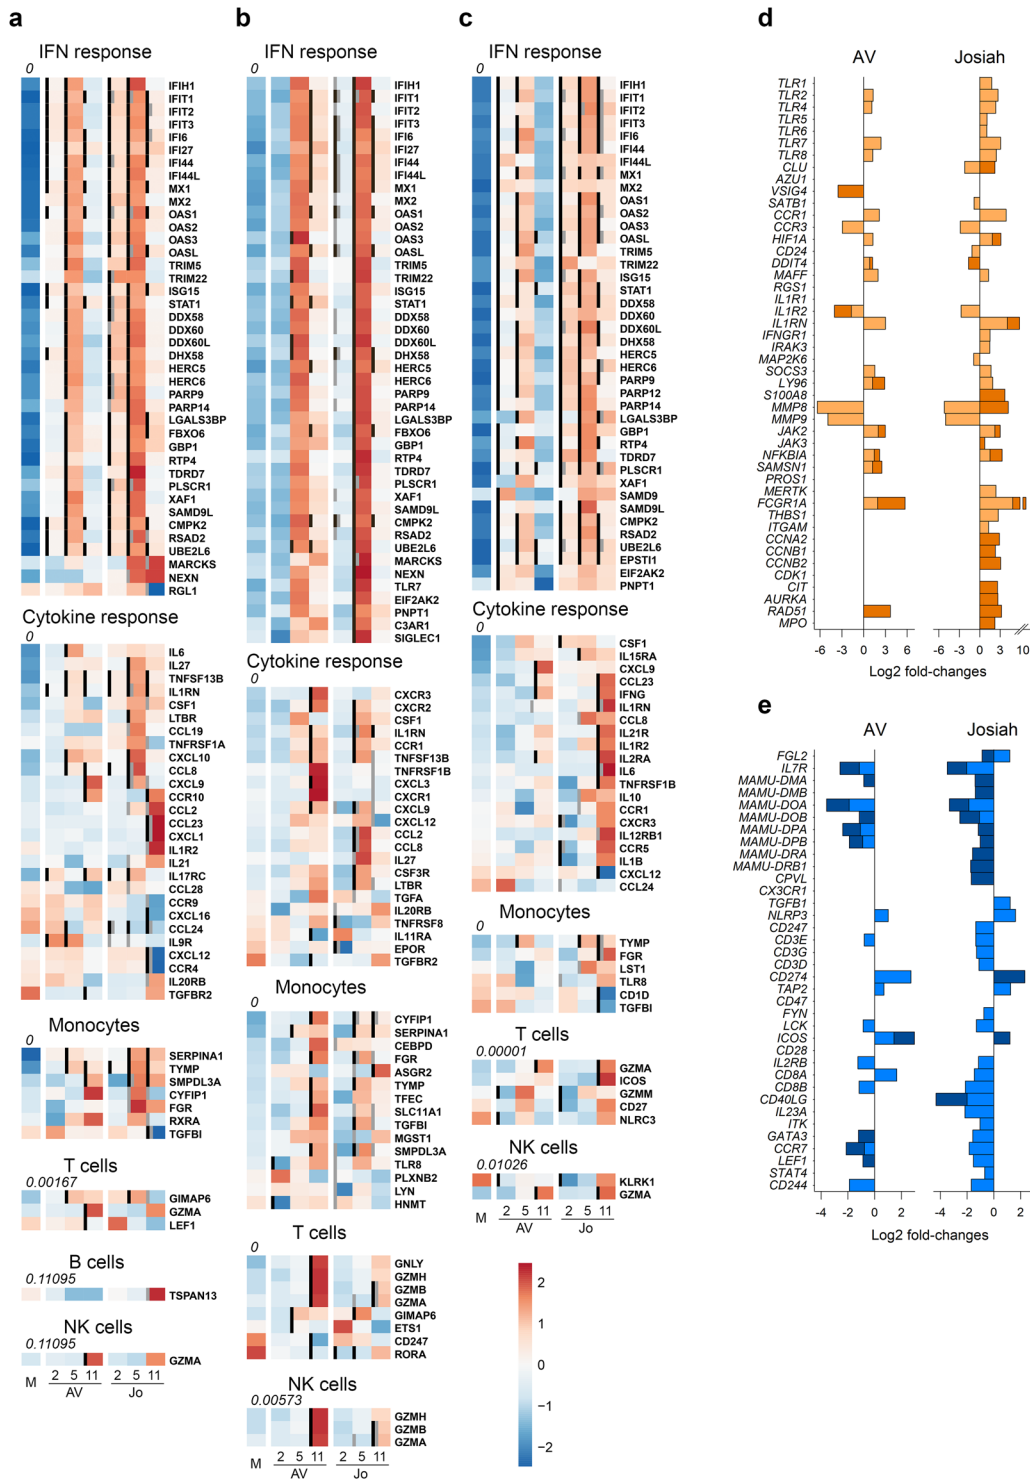 a
IFN response
0
IFIH1
IFIT1
IFIT2
IFIT3
IFI6
IFI27
IFI44
IFI44L
MX1
MX2
OAS1
OAS2
OAS3
OASL
TRIM5
TRIM22
ISG15
STAT1
DDX58
DDX60
DDX60L
DHX58
HERC5
HERC6
PARP9
PARP14
LGALS3BP
FBXO6
GBP1
RTP4
TDRD7
PLSCR1
XAF1
SAMD9L
CMPK2
RSAD2
UBE2L6
MARCKS
NEXN
RGL1
Cytokine response
0
IL6
IL27
TNFSF13B
IL1RN
CSF1
LTBR
CCL19
TNFRSF1A
CXCL10
CCL8
CXCL9
CCR10
CCL2
CCL23
CXCL1
IL1R2
IL21
IL17RC
CCL28
CCR9
CXCL16
CCL24
IL9R
CXCL12
CCR4
IL20RB
TGFBR2
Monocytes
0
SERPINA1
TYMP
SMPDL3A
CYFIP1
FGR
RXRA
TGFBI
T cells
0.00167
GIMAP6
GZMA
LEF1
B cells
0.11095
TSPAN13
NK cells
0.11095
GZMA
M
2 5 11
2 5 11
AV
Jo
b
IFN response
0
IFIH1
IFIT1
IFIT2
IFIT3
IFI6
IFI27
IFI44
IFI44L
MX1
MX2
OAS1
OAS2
OAS3
OASL
TRIM5
TRIM22
ISG15
STAT1
DDX58
DDX60
DDX60L
DHX58
HERC5
HERC6
PARP9
PARP14
LGALS3BP
FBXO6
GBP1
RTP4
TDRD7
PLSCR1
XAF1
SAMD9L
CMPK2
RSAD2
UBE2L6
MARCKS
NEXN
TLR7
EIF2AK2
PNPT1
C3AR1
SIGLEC1
Cytokine response
0
CXCR3
CXCR2
CSF1
IL1RN
CCR1
TNFSF13B
TNFRSF1B
CXCL3
CXCR1
CXCL9
CXCL12
CCL2
CCL8
IL27
CSF3R
LTBR
TGFA
IL20RB
TNFRSF8
IL11RA
EPOR
TGFBR2
Monocytes
0
CYFIP1
SERPINA1
CEBPD
FGR
ASGR2
TYMP
TFEC
SLC11A1
TGFBI
MGST1
SMPDL3A
TLR8
PLXNB2
LYN
HNMT
T cells
0
GNLY
GZMH
GZMB
GZMA
GIMAP6
ETS1
CD247
RORA
NK cells
0.00573
GZMH
GZMB
GZMA
M
2 5 11
2 5 11
AV
Jo
c
IFN response
0
IFIH1
IFIT1
IFIT2
IFIT3
IFI6
IFI44
IFI44L
MX1
MX2
OAS1
OAS2
OAS3
OASL
TRIM5
TRIM22
ISG15
STAT1
DDX58
DDX60
DDX60L
DHX58
HERC5
HERC6
PARP9
PARP12
PARP14
LGALS3BP
GBP1
RTP4
TDRD7
PLSCR1
XAF1
SAMD9
SAMD9L
CMPK2
RSAD2
UBE2L6
EPSTI1
EIF2AK2
PNPT1
Cytokine response
0
CSF1
IL15RA
CXCL9
CCL23
IFNG
IL1RN
CCL8
IL21R
IL1R2
IL2RA
IL6
TNFRSF1B
IL10
CCR1
CXCR3
IL12RB1
CCR5
IL1B
CXCL12
CCL24
Monocytes
0
TYMP
FGR
LST1
TLR8
CD1D
TGFBI
T cells
0.00001
GZMA
ICOS
GZMM
CD27
NLRC3
NK cells
0.01026
KLRK1
GZMA
M
2 5 11
2 5 11
AV
Jo
2
1
0
−1
−2
d
AV
Josiah
TLR1
TLR2
TLR4
TLR5
TLR6
TLR7
TLR8
CLU
AZU1
VSIG4
SATB1
CCR1
CCR3
HIF1A
CD24
DDIT4
MAFF
RGS1
IL1R1
IL1R2
IL1RN
IFNGR1
IRAK3
MAP2K6
SOCS3
LY96
S100A8
MMP8
MMP9
JAK2
JAK3
NFKBIA
SAMSN1
PROS1
MERTK
FCGR1A
THBS1
ITGAM
CCNA2
CCNB1
CCNB2
CDK1
CIT
AURKA
RAD51
MPO
-6 -3 0 3 6
-6 -3 0 3 10
Log2 fold-changes
e
AV
Josiah
FGL2
IL7R
MAMU-DMA
MAMU-DMB
MAMU-DOA
MAMU-DOB
MAMU-DPA
MAMU-DPB
MAMU-DRA
MAMU-DRB1
CPVL
CX3CR1
TGFB1
NLRP3
CD247
CD3E
CD3G
CD3D
CD274
TAP2
CD47
FYN
LCK
ICOS
CD28
IL2RB
CD8A
CD8B
CD40LG
IL23A
ITK
GATA3
CCR7
LEF1
STAT4
CD244
-4 -2 0 2
-4 -2 0 2
Log2 fold-changes